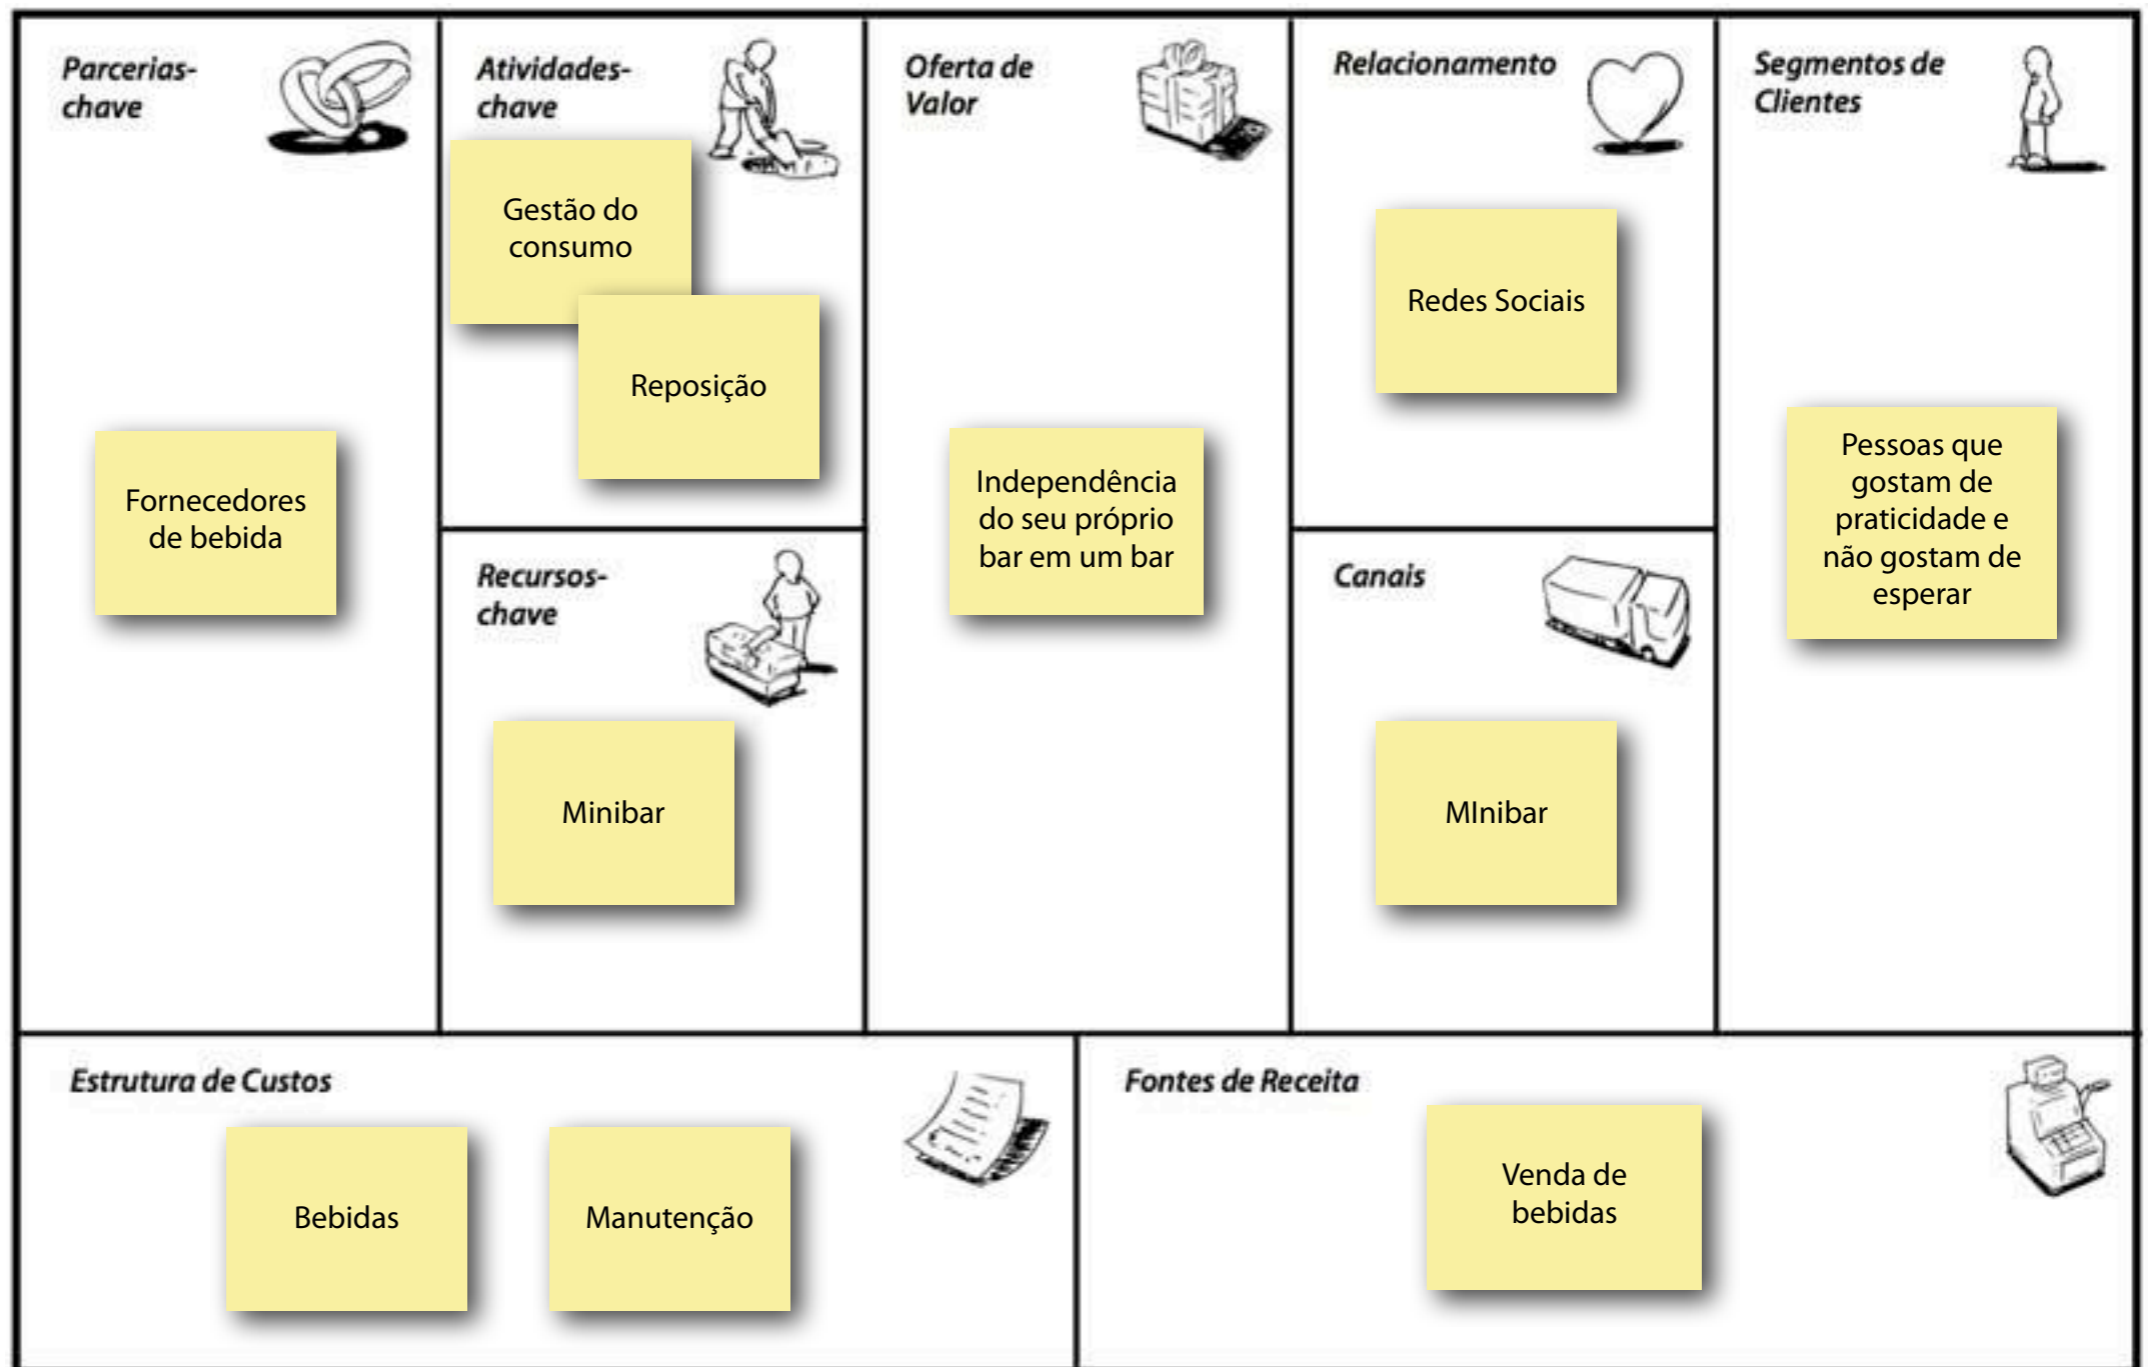 Parcerias-
chave
Fornecedores
de bebida
Atividades-
chave
Gestão do
consumo
Reposição
Recursos-
chave
Minibar
Oferta de
Valor
Independência
do seu próprio
bar em um bar
Relacionamento
Redes Sociais
Canais
MInibar
Segmentos de
Clientes
Pessoas que
gostam de
praticidade e
não gostam de
esperar
Estrutura de Custos
Bebidas
Manutenção
Fontes de Receita
Venda de
bebidas